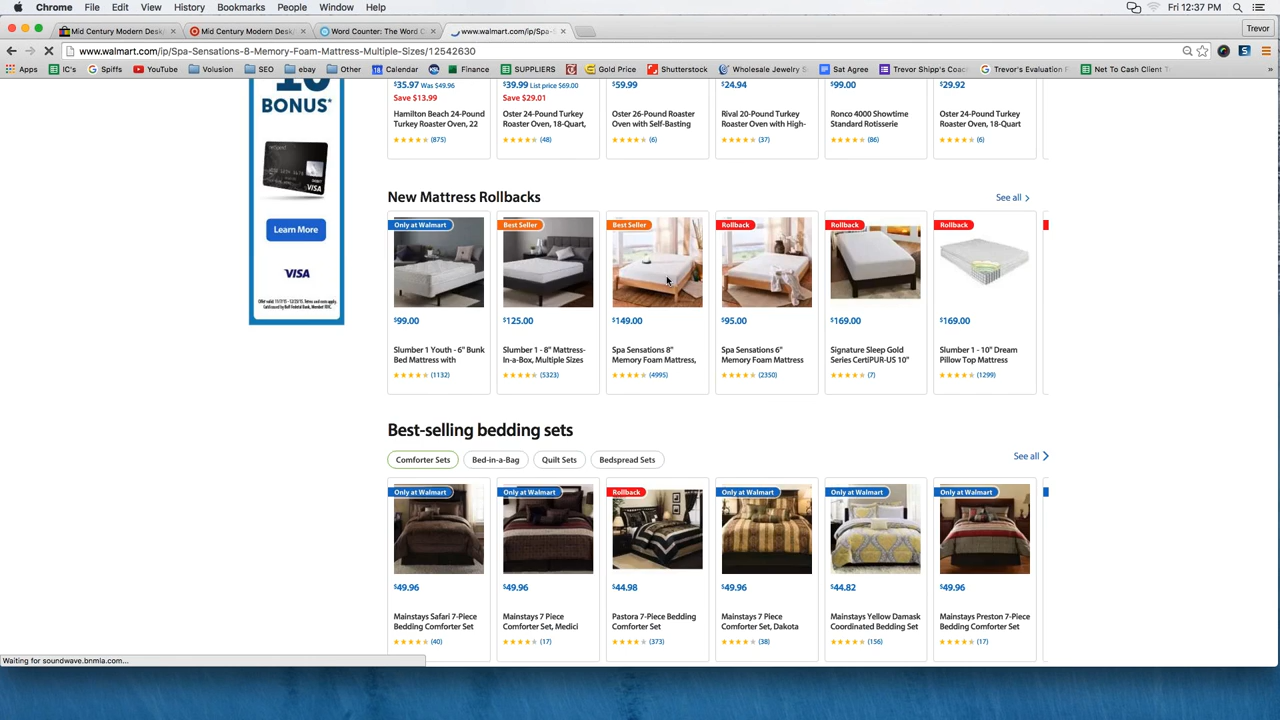 Chrome File Edit View History Bookmarks People Window Help Fri 12:37 PM
Mid Century Modern Desk Mid Century Modern Desk Word Counter: The Word C www.walmart.com/ip/Spa- Trevor
www.walmart.com/ip/Spa-Sensations-8-Memory-Foam-Mattress-Multiple-Sizes/12542630
Apps IC's Spiffs YouTube Volusion SEO ebay Other Calendar Finance SUPPLIERS Gold Price Shutterstock Wholesale Jewelry Sat Agree Trevor Shipp's Coac Trevor's Evaluation Net To Cash Client T »
BONUS*
Learn More
VISA
$35.97 Was $49.96
Save $13.99
Hamilton Beach 24-Pound
Turkey Roaster Oven, 22
(875)
$39.99 List price $69.00
Save $29.01
Oster 24-Pound Turkey
Roaster Oven, 18-Quart,
(48)
$59.99
Oster 26-Pound Roaster
Oven with Self-Basting
(6)
$24.94
Rival 20-Pound Turkey
Roaster Oven with High-
(37)
$99.00
Ronco 4000 Showtime
Standard Rotisserie
(86)
$29.92
Oster 24-Pound Turkey
Roaster Oven, 18-Quart
(6)
New Mattress Rollbacks See all >
Only at Walmart
$99.00
Slumber 1 Youth - 6" Bunk
Bed Mattress with
(1132)
Best Seller
$125.00
Slumber 1 - 8" Mattress-
In-a-Box, Multiple Sizes
(5323)
Best Seller
$149.00
Spa Sensations 8"
Memory Foam Mattress,
(4995)
Rollback
$95.00
Spa Sensations 6"
Memory Foam Mattress
(2350)
Rollback
$169.00
Signature Sleep Gold
Series CertiPUR-US 10"
(7)
Rollback
$169.00
Slumber 1 - 10" Dream
Pillow Top Mattress
(1299)
Best-selling bedding sets
Comforter Sets Bed-in-a-Bag Quilt Sets Bedspread Sets See all >
Only at Walmart
$49.96
Mainstays Safari 7-Piece
Bedding Comforter Set
(40)
Only at Walmart
$49.96
Mainstays 7 Piece
Comforter Set, Medici
(17)
Rollback
$44.98
Pastora 7-Piece Bedding
Comforter Set
(373)
Only at Walmart
$49.96
Mainstays 7 Piece
Comforter Set, Dakota
(38)
Only at Walmart
$44.82
Mainstays Yellow Damask
Coordinated Bedding Set
(156)
Only at Walmart
$49.96
Mainstays Preston 7-Piece
Bedding Comforter Set
(17)
Waiting for soundwave.bnmla.com...